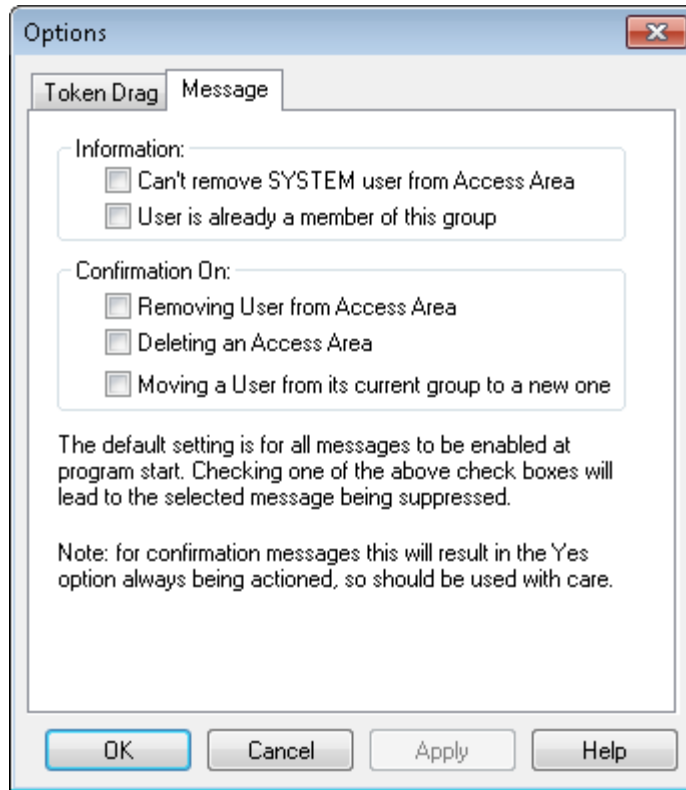 Options
Token Drag
Message
Information:
Can't remove SYSTEM user from Access Area
User is already a member of this group
Confirmation On:
Removing User from Access Area
Deleting an Access Area
Moving a User from its current group to a new one
The default setting is for all messages to be enabled at
program start. Checking one of the above check boxes will
lead to the selected message being suppressed.
Note: for confirmation messages this will result in the Yes
option always being actioned, so should be used with care.
OK
Cancel
Apply
Help